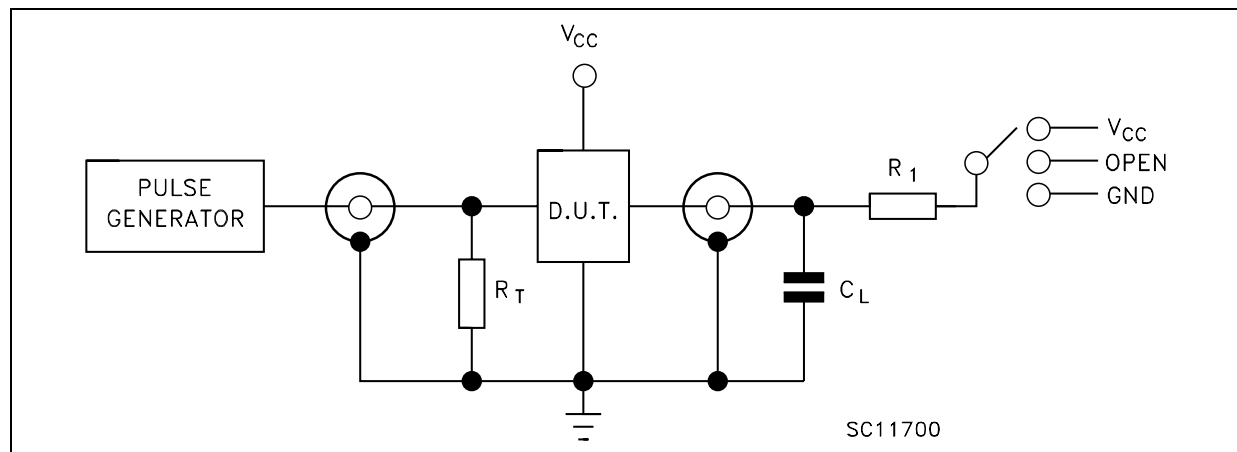 VCC
PULSE
GENERATOR
D.U.T.
RT
R1
CL
VCC
OPEN
GND
SC11700